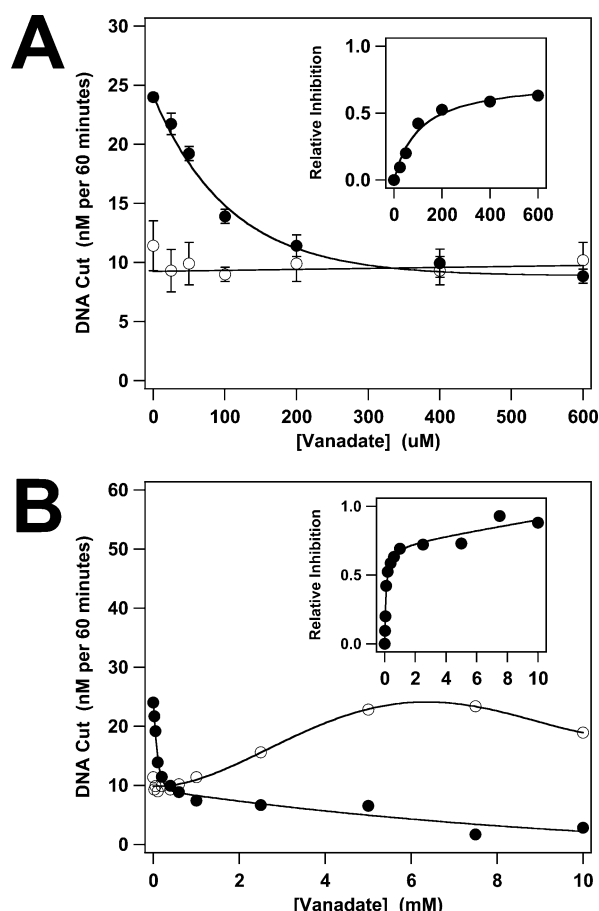 A
30
25
20
15
10
5
0
DNA Cut (nM per 60 minutes)
0 100 200 300 400 500 600
[Vanadate] (uM)
Relative Inhibition
1.0
0.5
0.0
0 200 400 600
B
60
50
40
30
20
10
0
DNA Cut (nM per 60 minutes)
0 2 4 6 8 10
[Vanadate] (mM)
Relative Inhibition
1.0
0.5
0.0
0 2 4 6 8 10